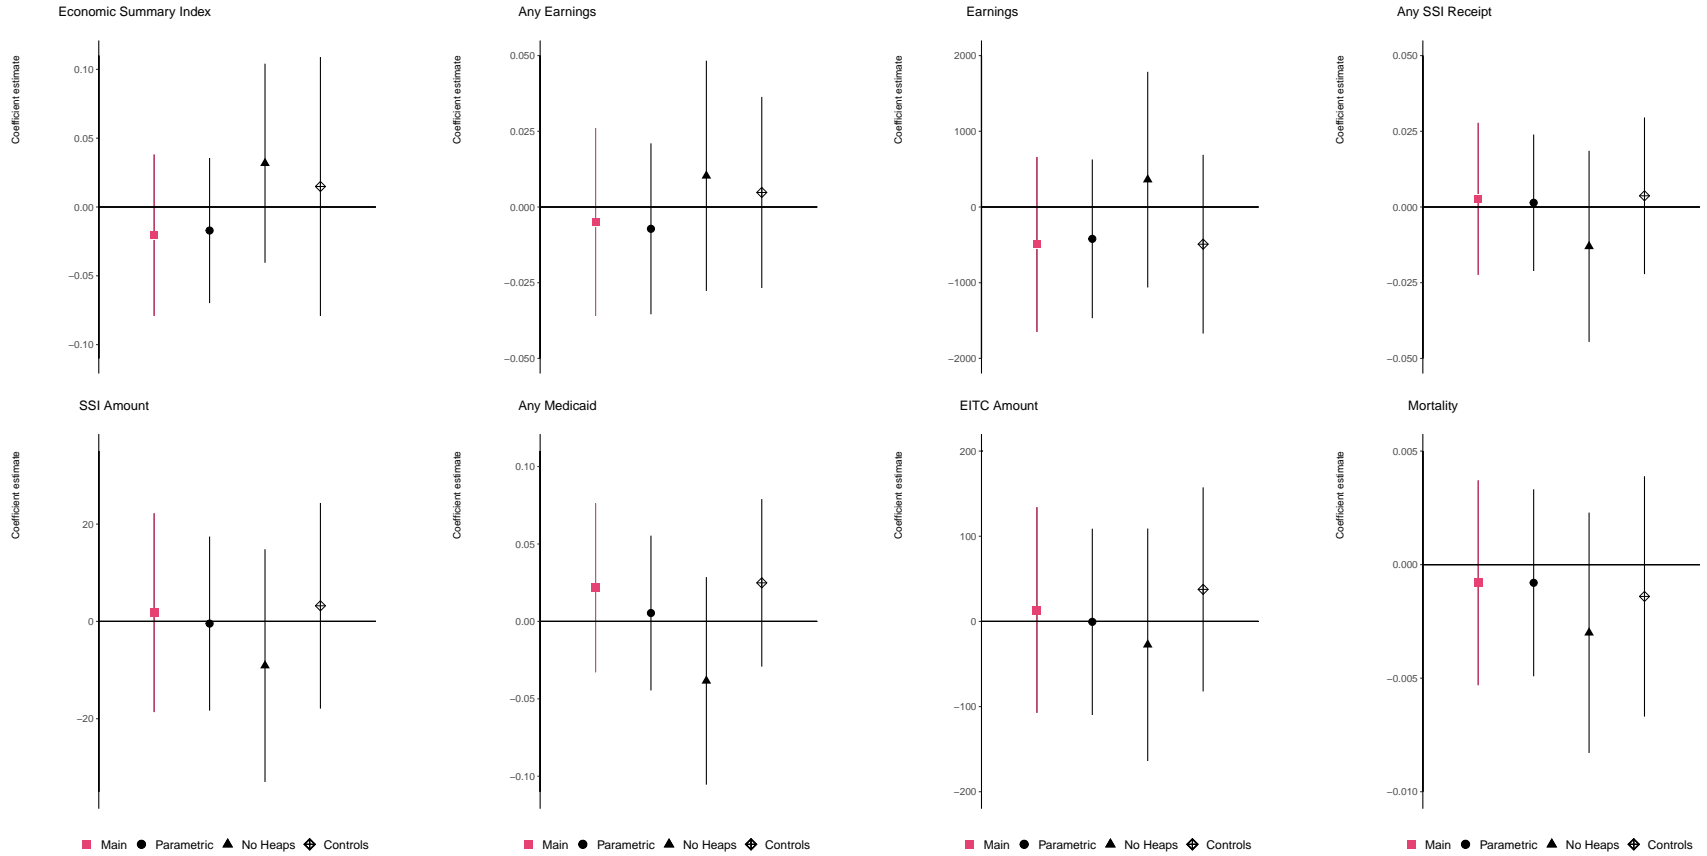 Economic Summary Index
Any Earnings
Earnings
Any SSI Receipt
Coefficient estimate
0.10
0.05
0.00
−0.05
−0.10
Coefficient estimate
0.050
0.025
0.000
−0.025
−0.050
Coefficient estimate
2000
1000
0
−1000
−2000
Coefficient estimate
0.050
0.025
0.000
−0.025
−0.050
SSI Amount
Any Medicaid
EITC Amount
Mortality
Coefficient estimate
20
0
−20
Coefficient estimate
0.10
0.05
0.00
−0.05
−0.10
Coefficient estimate
200
100
0
−100
−200
Coefficient estimate
0.005
0.000
−0.005
−0.010
Main Parametric No Heaps Controls
Main Parametric No Heaps Controls
Main Parametric No Heaps Controls
Main Parametric No Heaps Controls